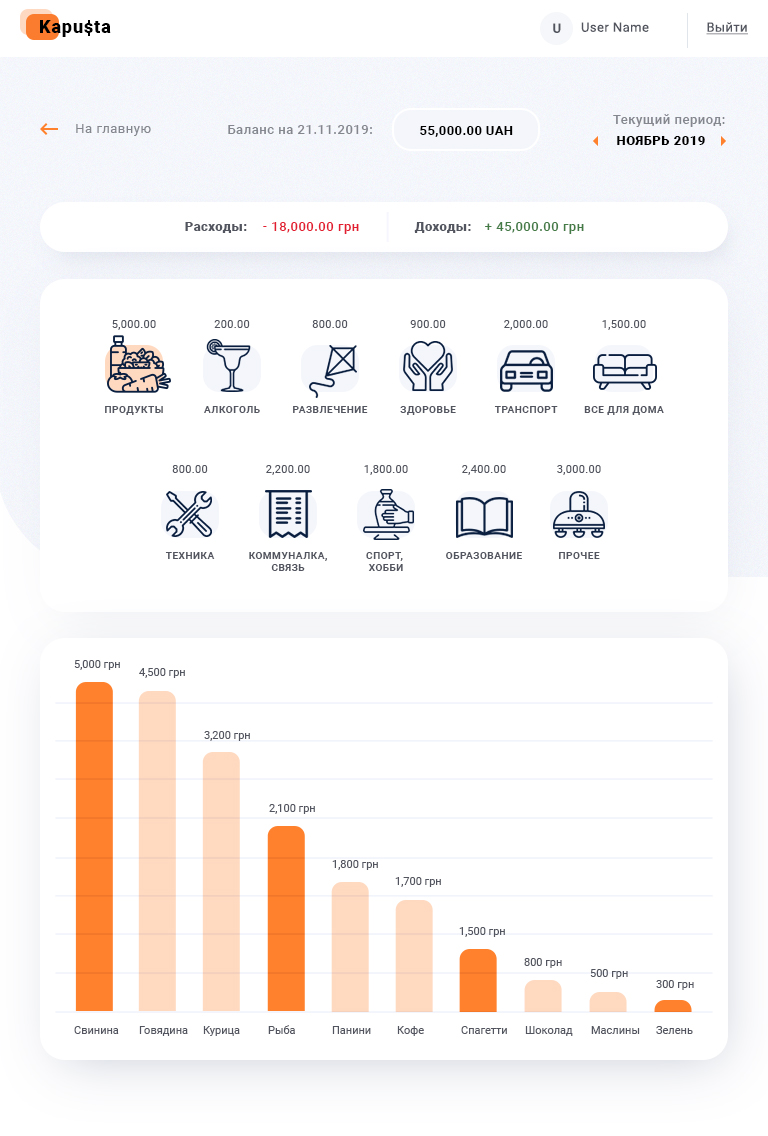 Kapu$ta
U User Name Выйти
Текущий период:
На главную Баланс на 21.11.2019: 55,000.00 UAH
НОЯБРЬ 2019
Расходы: - 18,000.00 грн Доходы: + 45,000.00 грн
5,000.00 200.00 800.00 900.00 2,000.00 1,500.00
ПРОДУКТЫ АЛКОГОЛЬ РАЗВЛЕЧЕНИЕ ЗДОРОВЬЕ ТРАНСПОРТ ВСЕ ДЛЯ ДОМА
800.00 2,200.00 1,800.00 2,400.00 3,000.00
ТЕХНИКА КОММУНАЛКА, СПОРТ, ОБРАЗОВАНИЕ ПРОЧЕЕ
СВЯЗЬ ХОББИ
5,000 грн
4,500 грн
3,200 грн
2,100 грн
1,800 грн
1,700 грн
1,500 грн
800 грн
500 грн
300 грн
Свинина Говядина Курица Рыба Панини Кофе Спагетти Шоколад Маслины Зелень